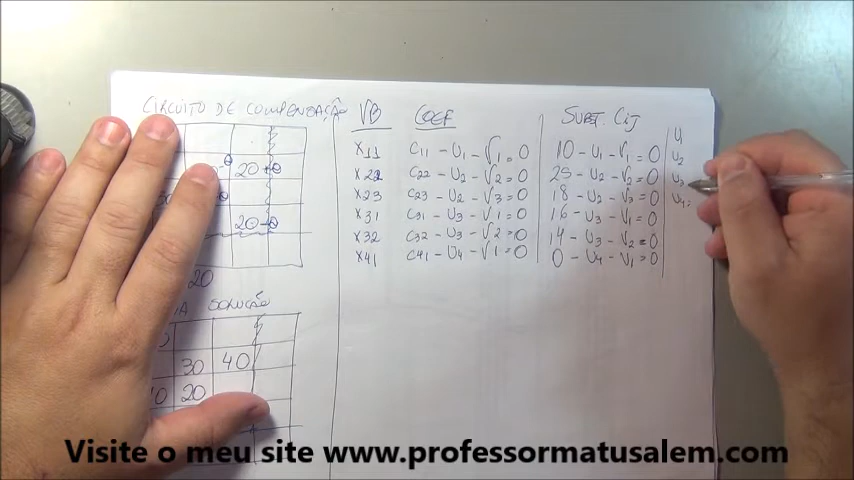 CIRCUITO DE COMPENSAÇÃO
20+θ
20-θ
20
SOLUÇÃO
30 40
20
VB COEF SUBST. Cij
X11 C11 - U1 - V1 = 0 10 - U1 - V1 = 0
X22 C22 - U2 - V2 = 0 25 - U2 - V2 = 0
X23 C23 - U2 - V3 = 0 18 - U2 - V3 = 0
X31 C31 - U3 - V1 = 0 16 - U3 - V1 = 0
X32 C32 - U3 - V2 = 0 14 - U3 - V2 = 0
X41 C41 - U4 - V1 = 0 0 - U4 - V1 = 0
U
U2
U3
U4=
Visite o meu site www.professormatusalem.com